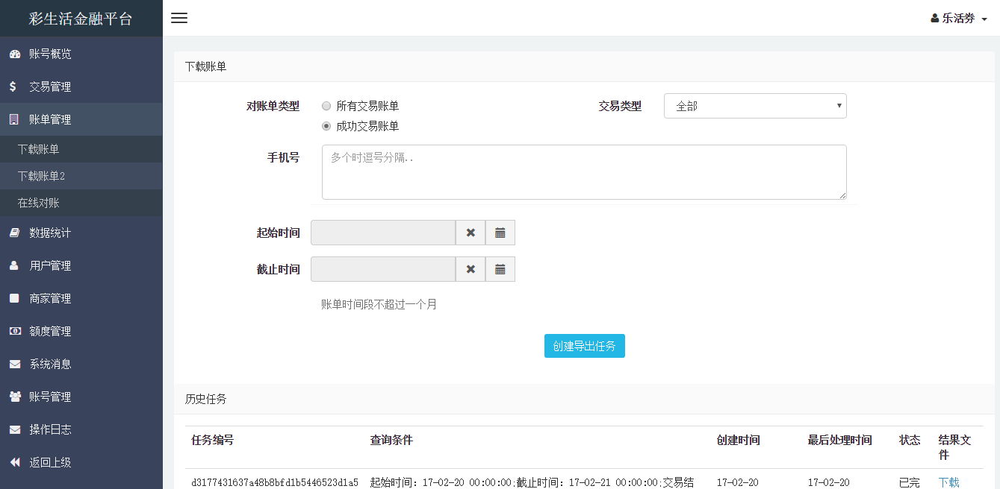 彩生活金融平台
乐活券
账号概览
交易管理
账单管理
下载账单
下载账单2
在线对账
数据统计
用户管理
商家管理
额度管理
系统消息
账号管理
操作日志
返回上级
下载账单
对账单类型
所有交易账单
成功交易账单
交易类型
全部
手机号
多个时逗号分隔..
起始时间
截止时间
账单时间段不超过一个月
创建导出任务
历史任务
任务编号 查询条件 创建时间 最后处理时间 状态 结果文
件
d3177431637a48b8bfd1b5446523d1a5 起始时间: 17-02-20 00:00:00;截止时间: 17-02-21 00:00:00;交易结 17-02-20 17-02-20 已完 下载